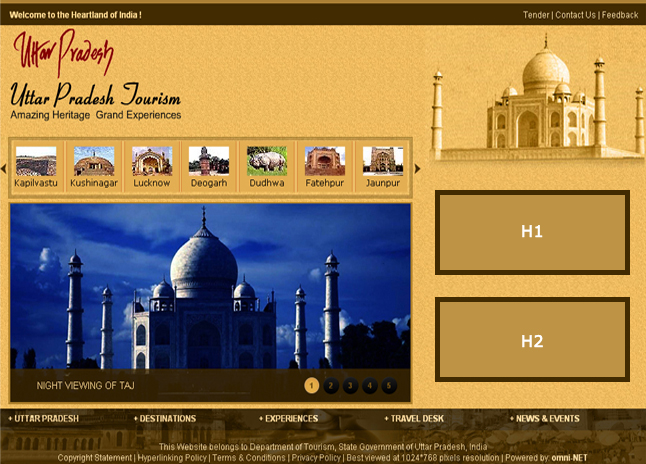 Welcome to the Heartland of India !
Tender | Contact Us | Feedback
Uttar Pradesh
Uttar Pradesh Tourism
Amazing Heritage Grand Experiences
Kapilvastu Kushinagar Lucknow Deogarh Dudhwa Fatehpur Jaunpur
H1
H2
NIGHT VIEWING OF TAJ
1 2 3 4 5
+ UTTAR PRADESH + DESTINATIONS + EXPERIENCES + TRAVEL DESK + NEWS & EVENTS
This Website belongs to Department of Tourism, State Government of Uttar Pradesh, India
Copyright Statement | Hyperlinking Policy | Terms & Conditions | Privacy Policy | Best viewed at 1024*768 pixels resolution | Powered by: omni-NET